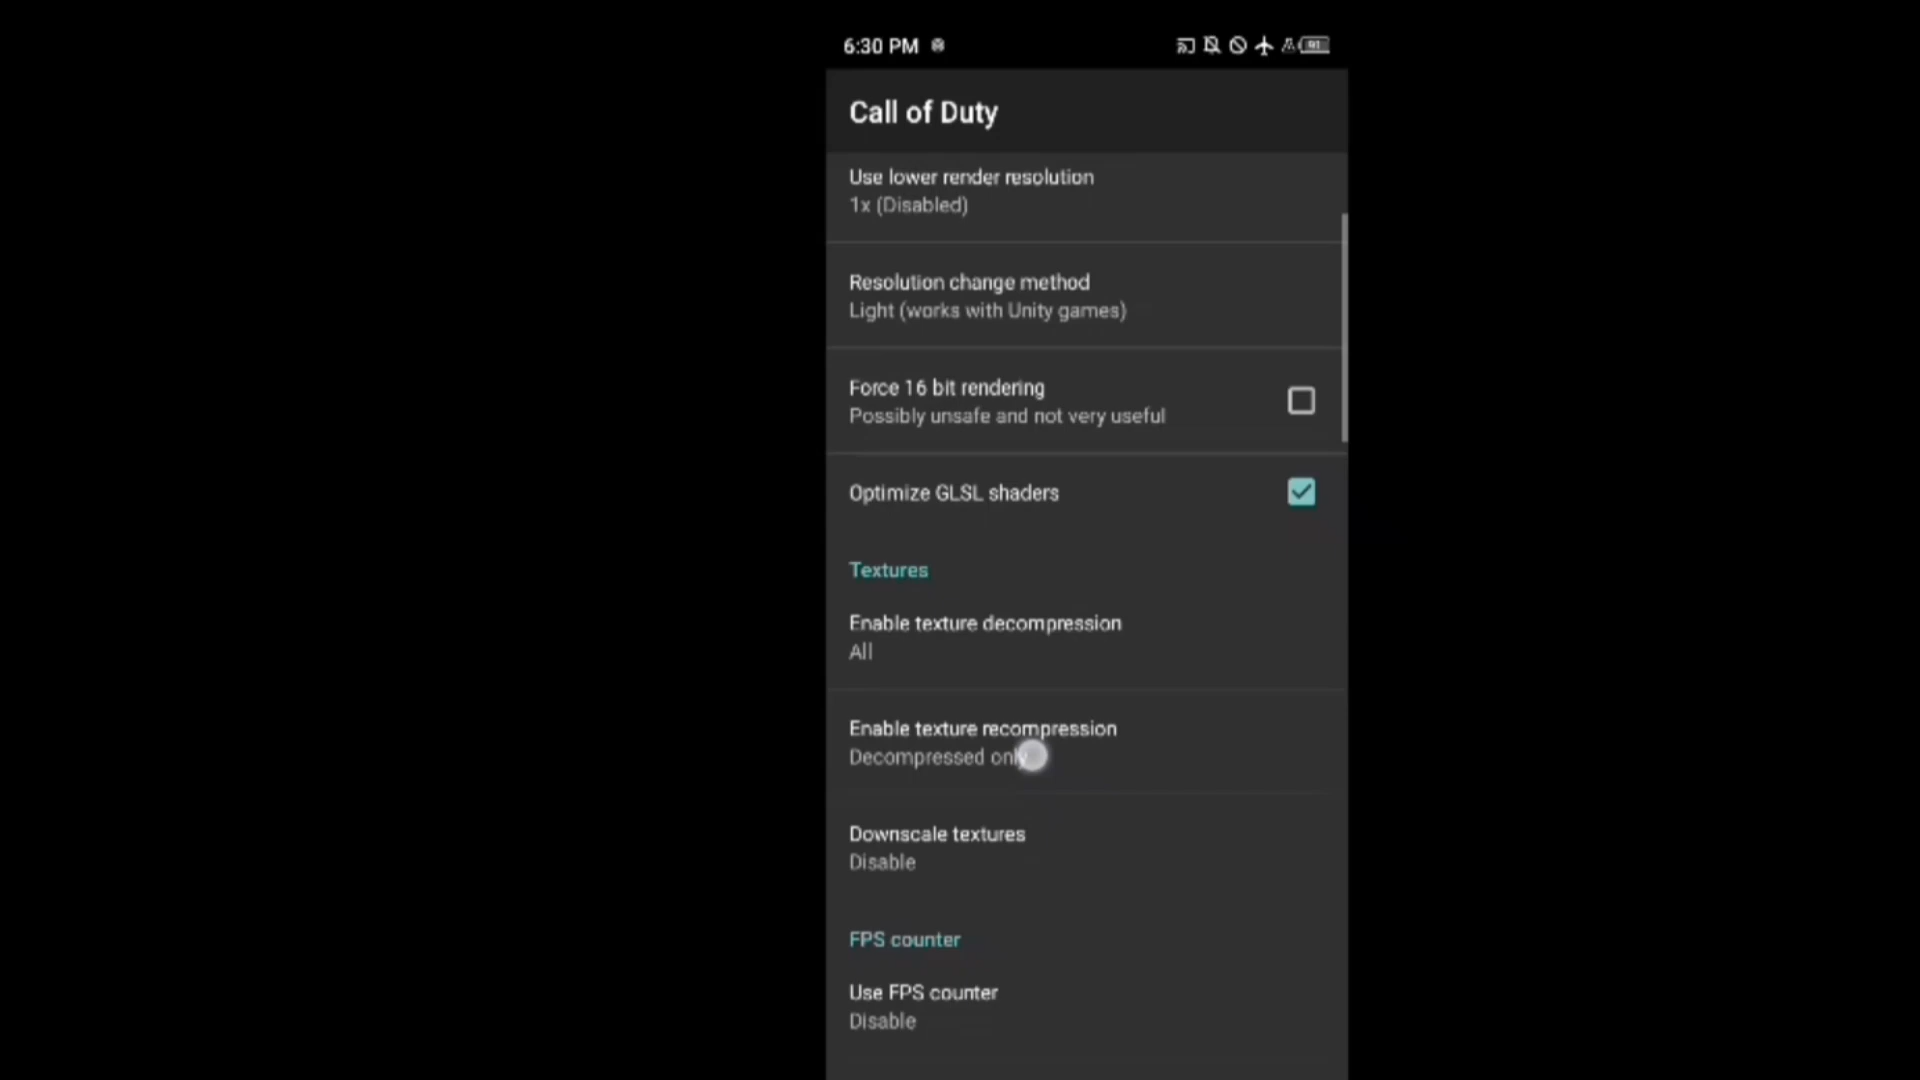 6:30 PM
91
Call of Duty
Use lower render resolution
1x (Disabled)
Resolution change method
Light (works with Unity games)
Force 16 bit rendering
Possibly unsafe and not very useful
Optimize GLSL shaders
Textures
Enable texture decompression
All
Enable texture recompression
Decompressed only
Downscale textures
Disable
FPS counter
Use FPS counter
Disable